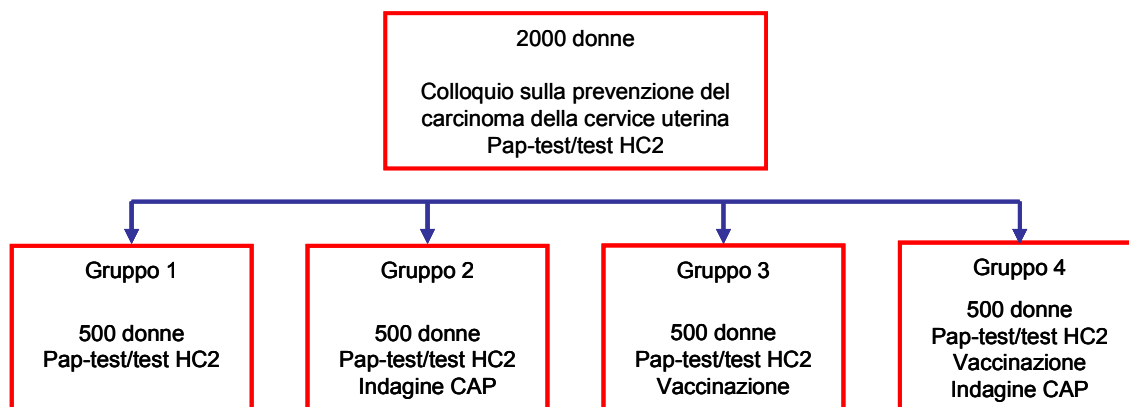 2000 donne
Colloquio sulla prevenzione del
carcinoma della cervice uterina
Pap-test/test HC2
Gruppo 1
500 donne
Pap-test/test HC2
Gruppo 2
500 donne
Pap-test/test HC2
Indagine CAP
Gruppo 3
500 donne
Pap-test/test HC2
Vaccinazione
Gruppo 4
500 donne
Pap-test/test HC2
Vaccinazione
Indagine CAP